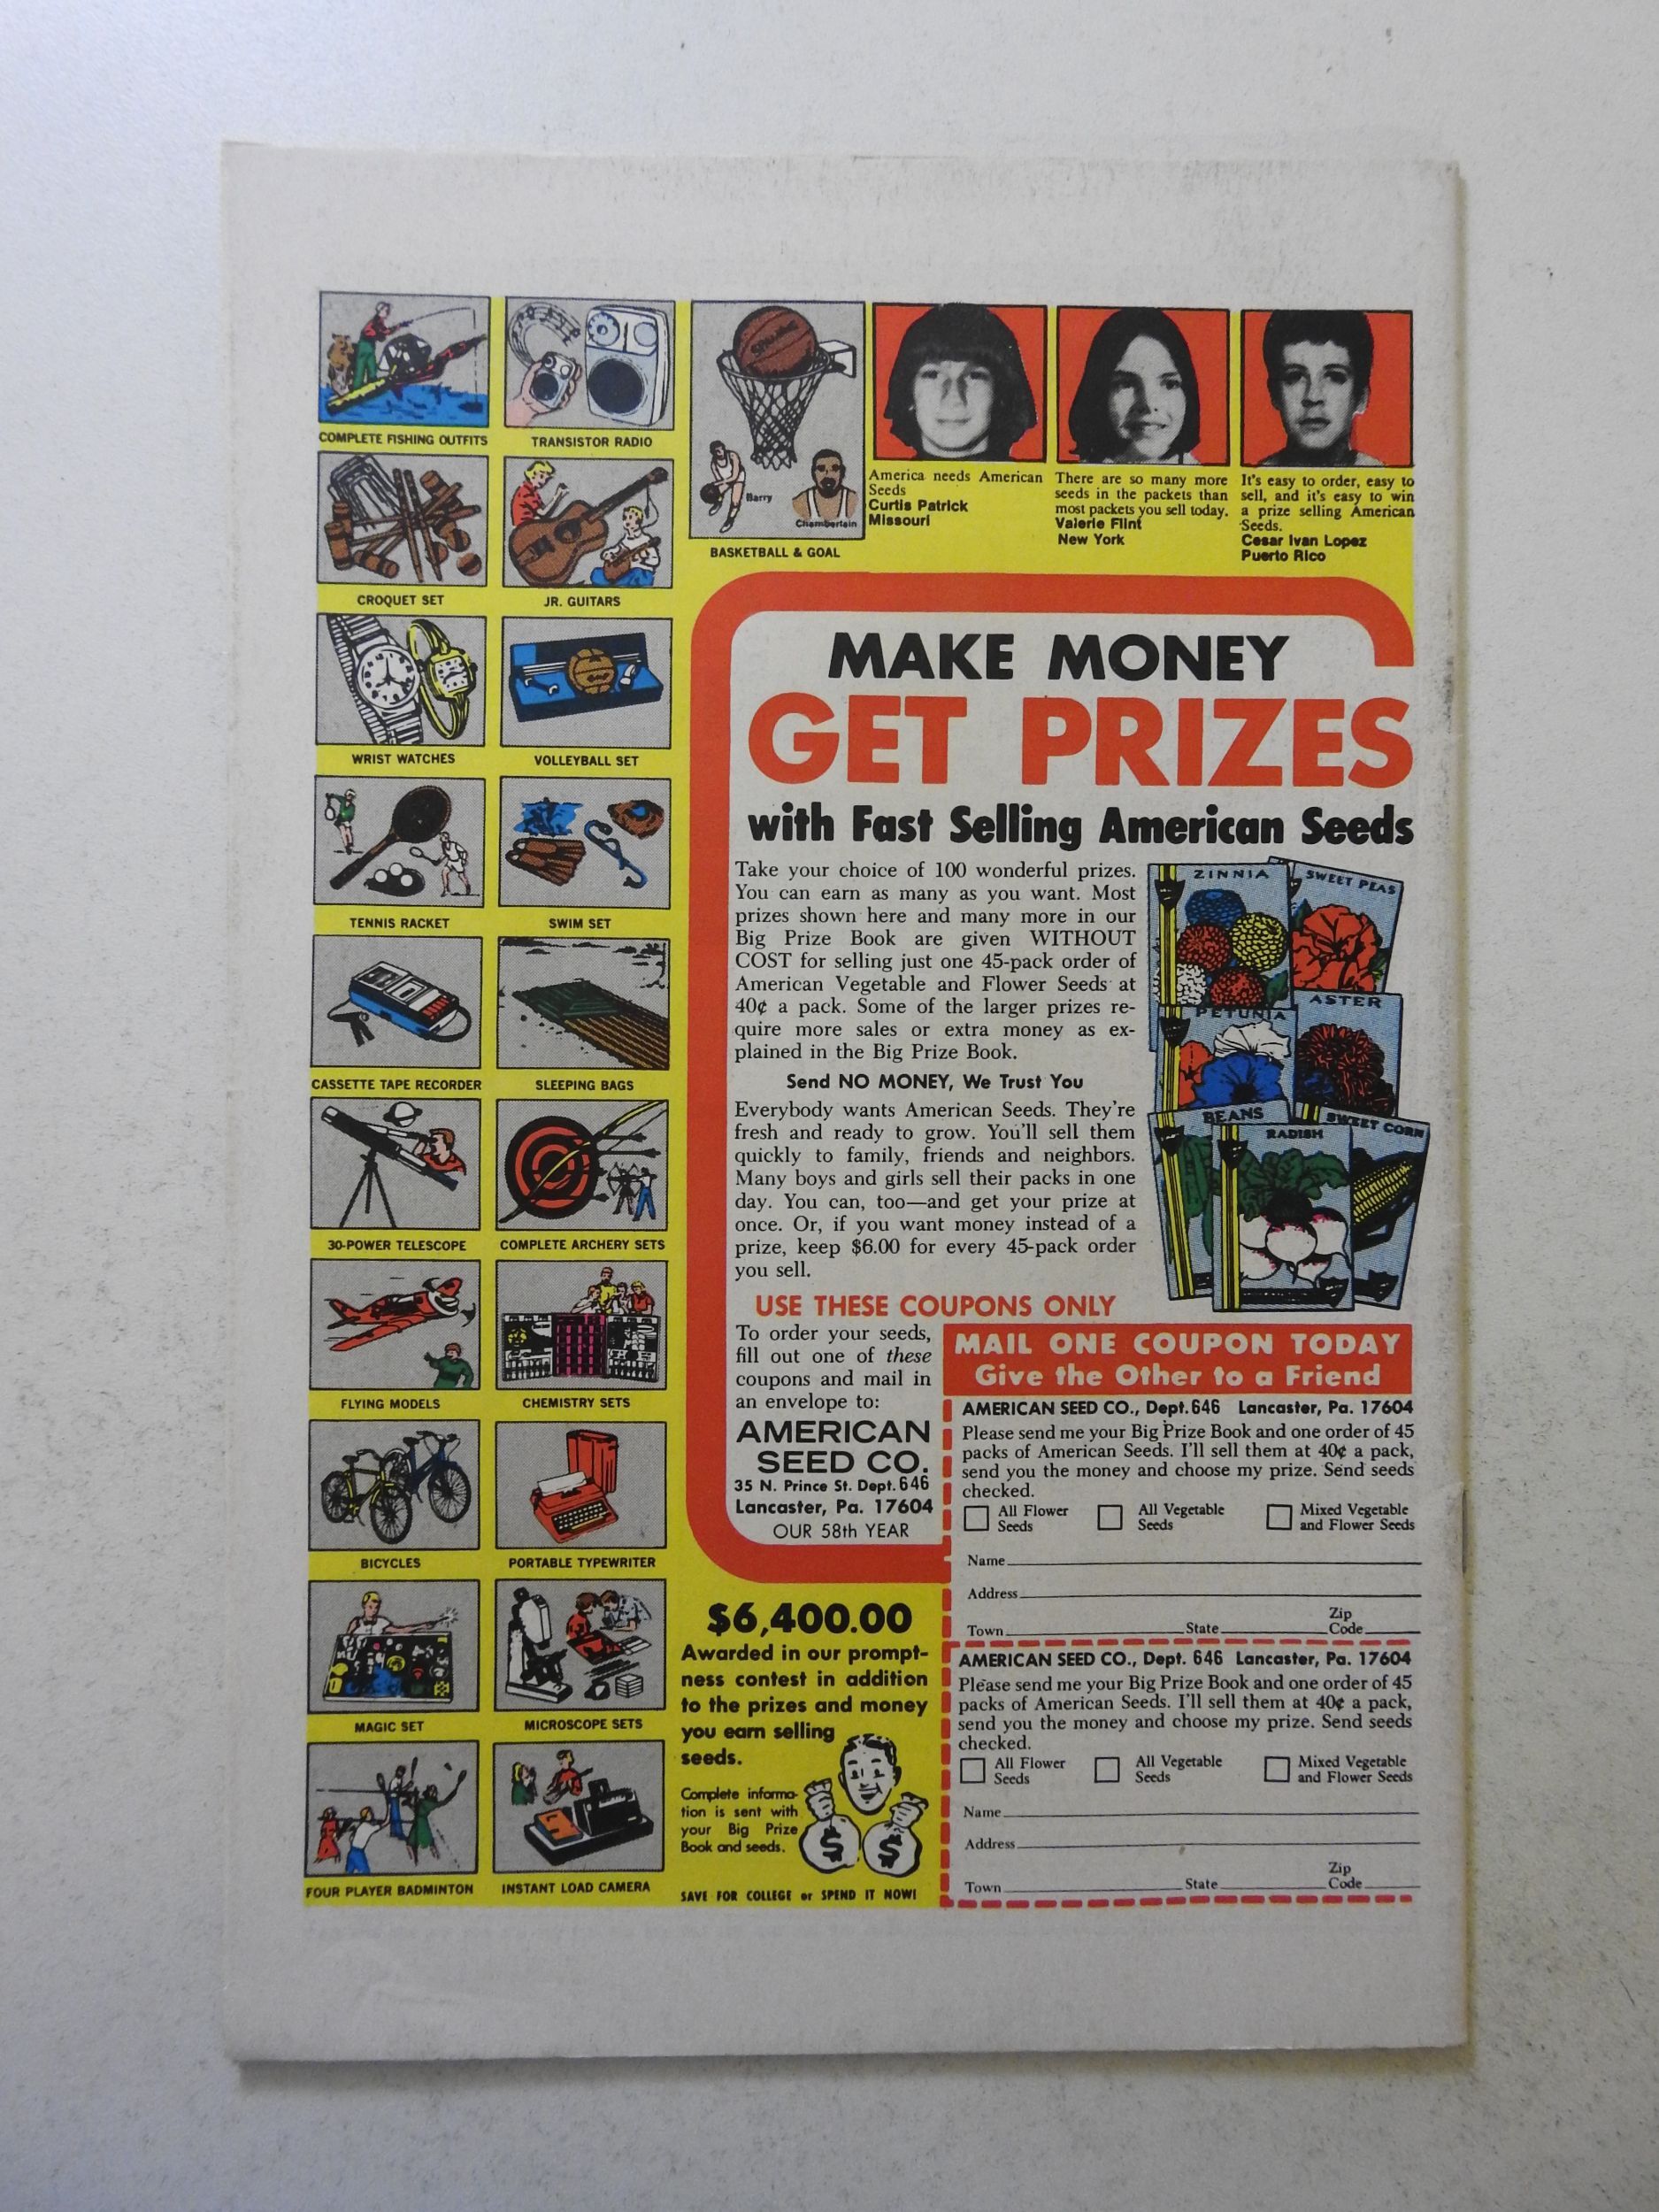 COMPLETE FISHING OUTFITS
TRANSISTOR RADIO
CROQUET SET
JR. GUITARS
WRIST WATCHES
VOLLEYBALL SET
TENNIS RACKET
SWIM SET
CASSETTE TAPE RECORDER
SLEEPING BAGS
30-POWER TELESCOPE
COMPLETE ARCHERY SETS
FLYING MODELS
CHEMISTRY SETS
BICYCLES
PORTABLE TYPEWRITER
MAGIC SET
MICROSCOPE SETS
FOUR PLAYER BADMINTON
INSTANT LOAD CAMERA
Barry
Chamberlain
BASKETBALL & GOAL
America needs American
Seeds
Curtis Patrick
Missouri
There are so many more
seeds in the packets than
most packets you sell today.
Valerie Flint
New York
It's easy to order, easy to
sell, and it's easy to win
a prize selling American
Seeds.
Cesar Ivan Lopez
Puerto Rico
MAKE MONEY
GET PRIZES
with Fast Selling American Seeds
Take your choice of 100 wonderful prizes.
You can earn as many as you want. Most
prizes shown here and many more in our
Big Prize Book are given WITHOUT
COST for selling just one 45-pack order of
American Vegetable and Flower Seeds at
40¢ a pack. Some of the larger prizes re-
quire more sales or extra money as ex-
plained in the Big Prize Book.
Send NO MONEY, We Trust You
Everybody wants American Seeds. They're
fresh and ready to grow. You'll sell them
quickly to family, friends and neighbors.
Many boys and girls sell their packs in one
day. You can, too—and get your prize at
once. Or, if you want money instead of a
prize, keep $6.00 for every 45-pack order
you sell.
ZINNIA
SWEET PEAS
PETUNIA
ASTER
BEANS
RADISH
SWEET CORN
USE THESE COUPONS ONLY
To order your seeds,
fill out one of these
coupons and mail in
an envelope to:
AMERICAN
SEED CO.
35 N. Prince St. Dept. 646
Lancaster, Pa. 17604
OUR 58th YEAR
MAIL ONE COUPON TODAY
Give the Other to a Friend
AMERICAN SEED CO., Dept. 646 Lancaster, Pa. 17604
Please send me your Big Prize Book and one order of 45
packs of American Seeds. I'll sell them at 40¢ a pack,
send you the money and choose my prize. Send seeds
checked.
All Flower Seeds
All Vegetable Seeds
Mixed Vegetable and Flower Seeds
Name
Address
Town State Zip Code
AMERICAN SEED CO., Dept. 646 Lancaster, Pa. 17604
Please send me your Big Prize Book and one order of 45
packs of American Seeds. I'll sell them at 40¢ a pack,
send you the money and choose my prize. Send seeds
checked.
All Flower Seeds
All Vegetable Seeds
Mixed Vegetable and Flower Seeds
Name
Address
Town State Zip Code
$6,400.00
Awarded in our prompt-
ness contest in addition
to the prizes and money
you earn selling
seeds.
Complete informa-
tion is sent with
your Big Prize
Book and seeds.
$ $
SAVE FOR COLLEGE or SPEND IT NOW!